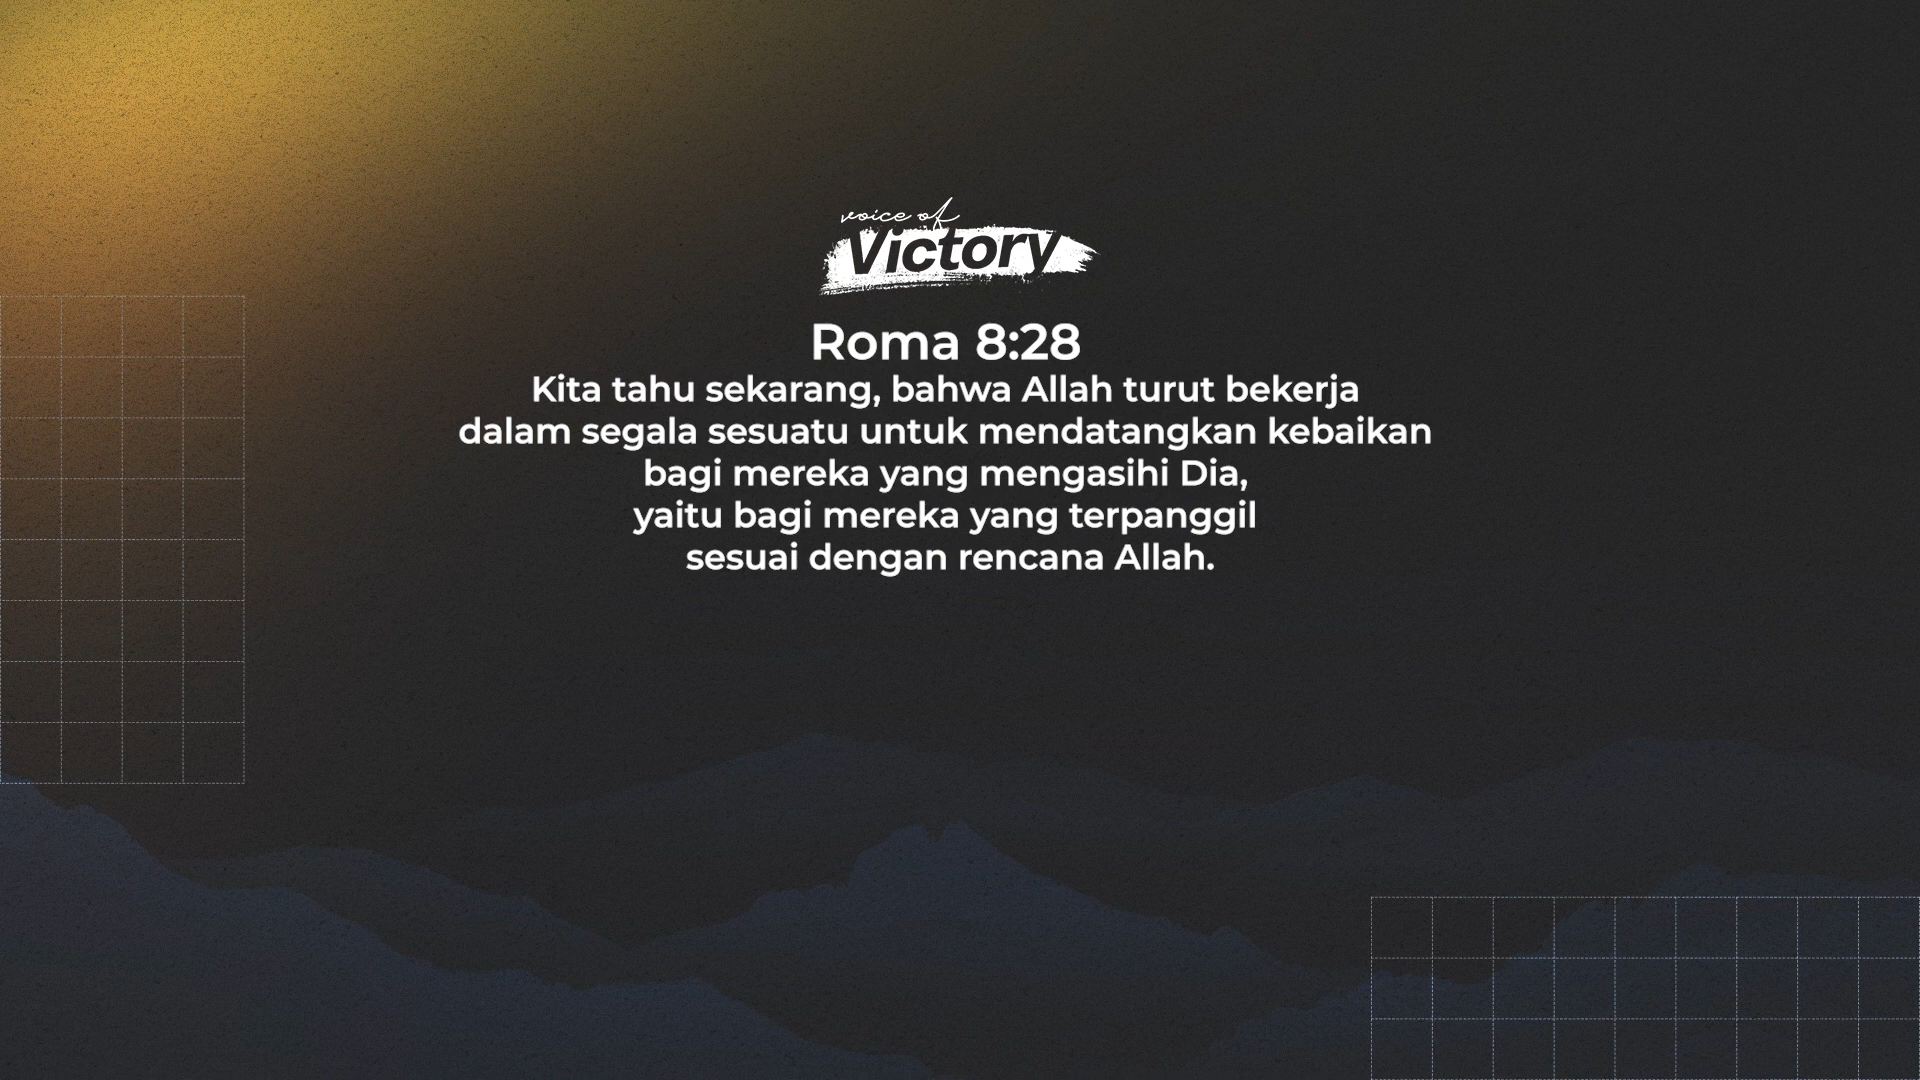 voice of
Victory
Roma 8:28
Kita tahu sekarang, bahwa Allah turut bekerja
dalam segala sesuatu untuk mendatangkan kebaikan
bagi mereka yang mengasihi Dia,
yaitu bagi mereka yang terpanggil
sesuai dengan rencana Allah.